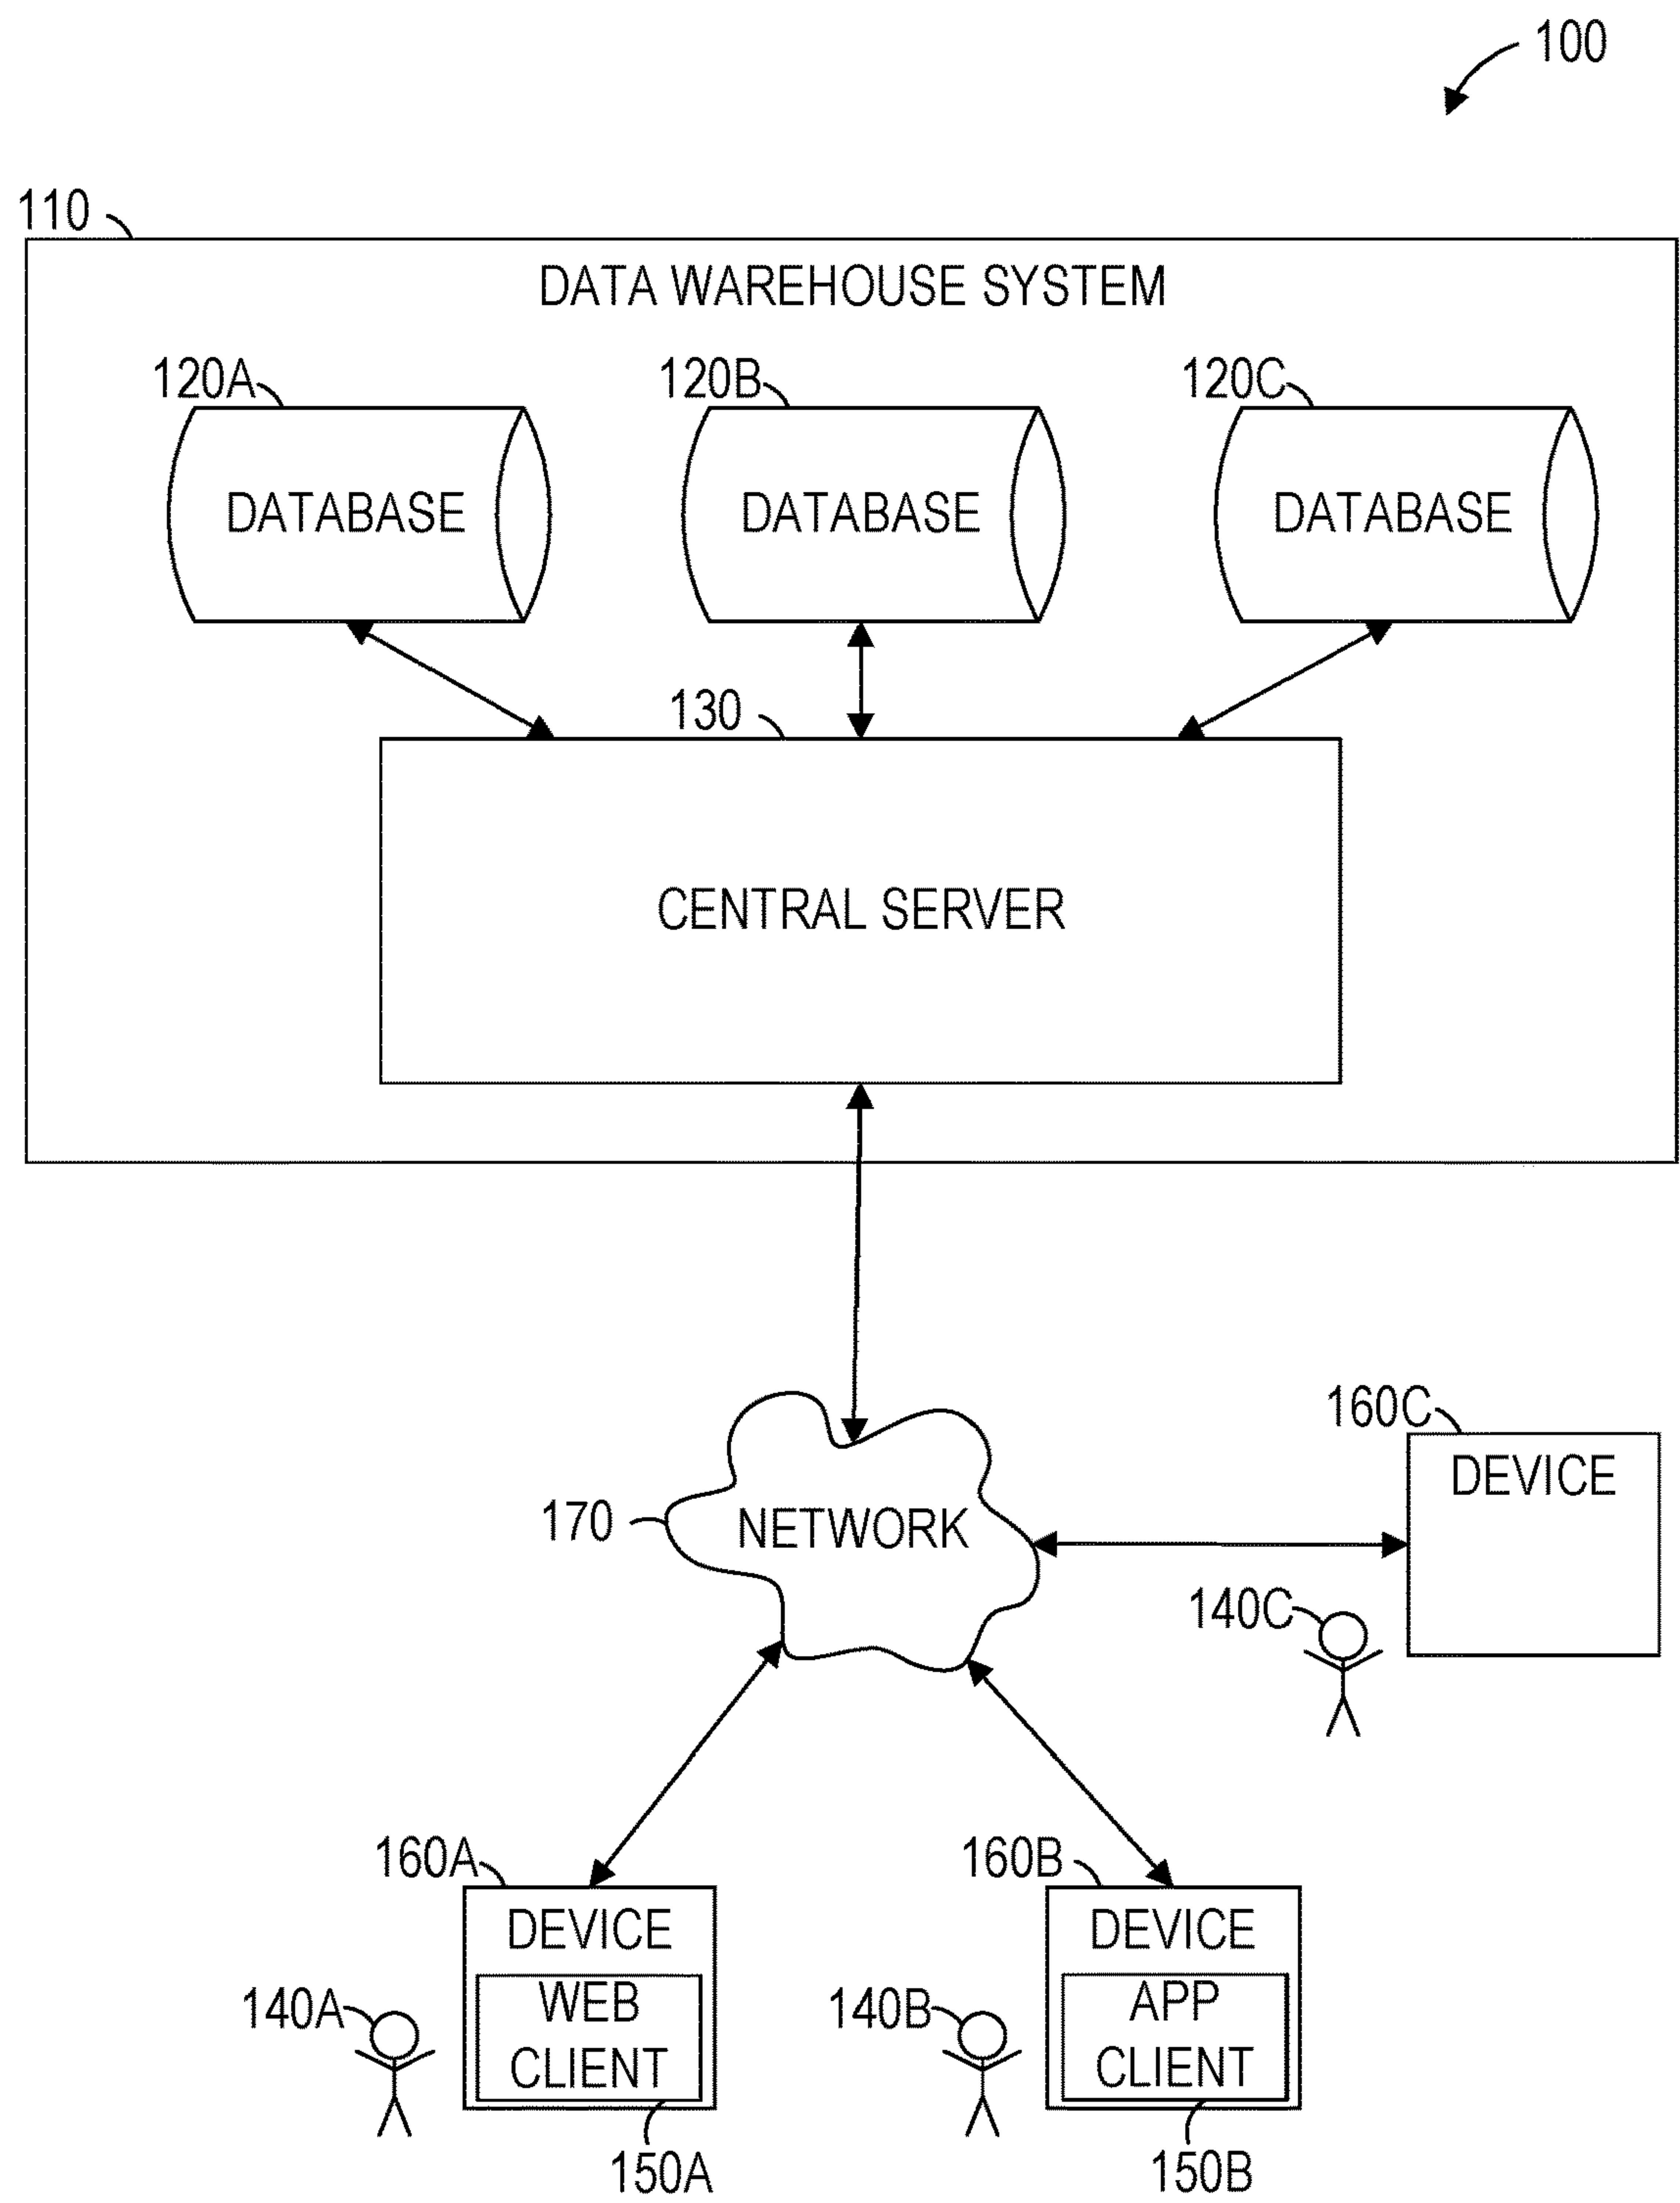 100
110
DATA WAREHOUSE SYSTEM
120A
120B
120C
DATABASE
DATABASE
DATABASE
130
CENTRAL SERVER
160C
DEVICE
170
NETWORK
140C
160A
160B
DEVICE
DEVICE
140A
WEB
CLIENT
140B
APP
CLIENT
150A
150B